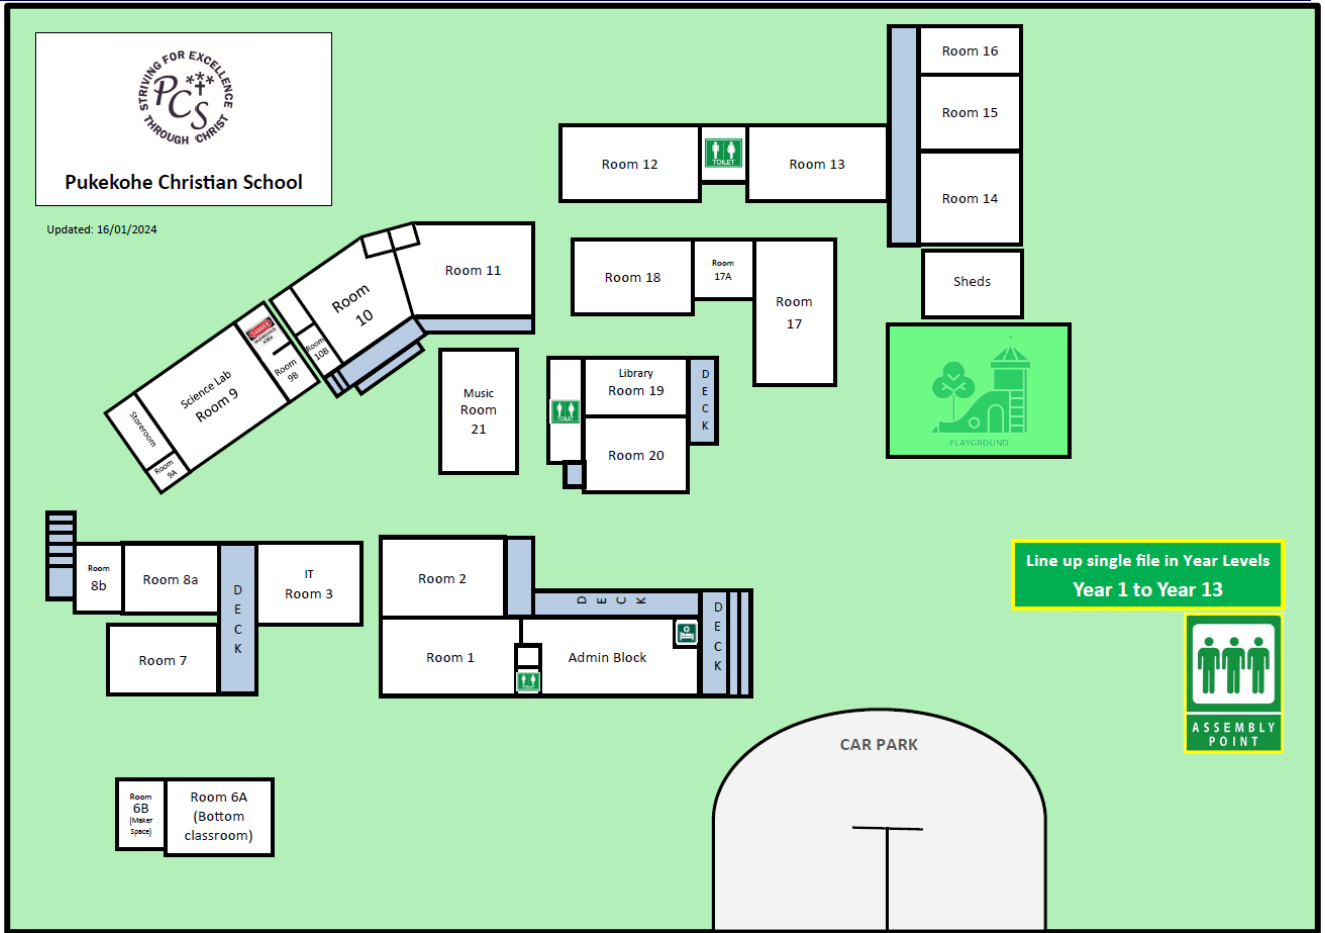 STRIVING FOR EXCELLENCE
PCS
THROUGH CHRIST
Pukekohe Christian School
Updated: 16/01/2024
Room 16
Room 15
Room 14
Room 12
TOILET
Room 13
Sheds
Room 18
Room
17A
Room
17
PLAYGROUND
Room 11
Room
10
Room
10B
DANGER
Room
9B
Science Lab
Room 9
Storeroom
Room
9A
Music
Room
21
TOILET
Library
Room 19
DECK
Room 20
Room
8b
Room 8a
DECK
IT
Room 3
Room 7
Room 2
DECK
Room 1
TOILET
Admin Block
DECK
Line up single file in Year Levels
Year 1 to Year 13
ASSEMBLY
POINT
CAR PARK
Room
6B
(Maker
Space)
Room 6A
(Bottom
classroom)